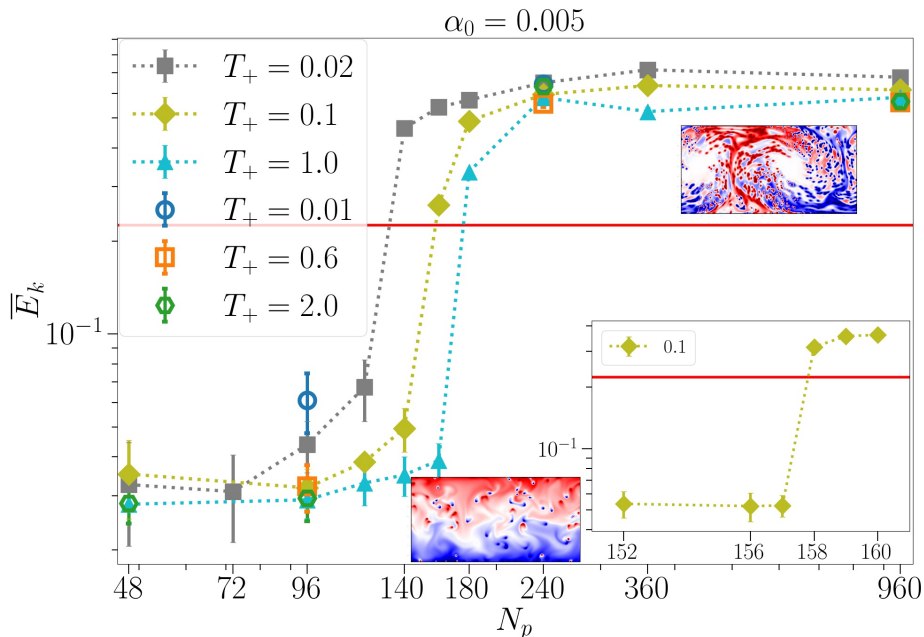 α₀ = 0.005
T₊ = 0.02
T₊ = 0.1
T₊ = 1.0
T₊ = 0.01
T₊ = 0.6
T₊ = 2.0
E̅ₖ
10⁻¹
0.1
10⁻¹
152 156 158 160
48 72 96 140 180 240 360 960
Nₚ